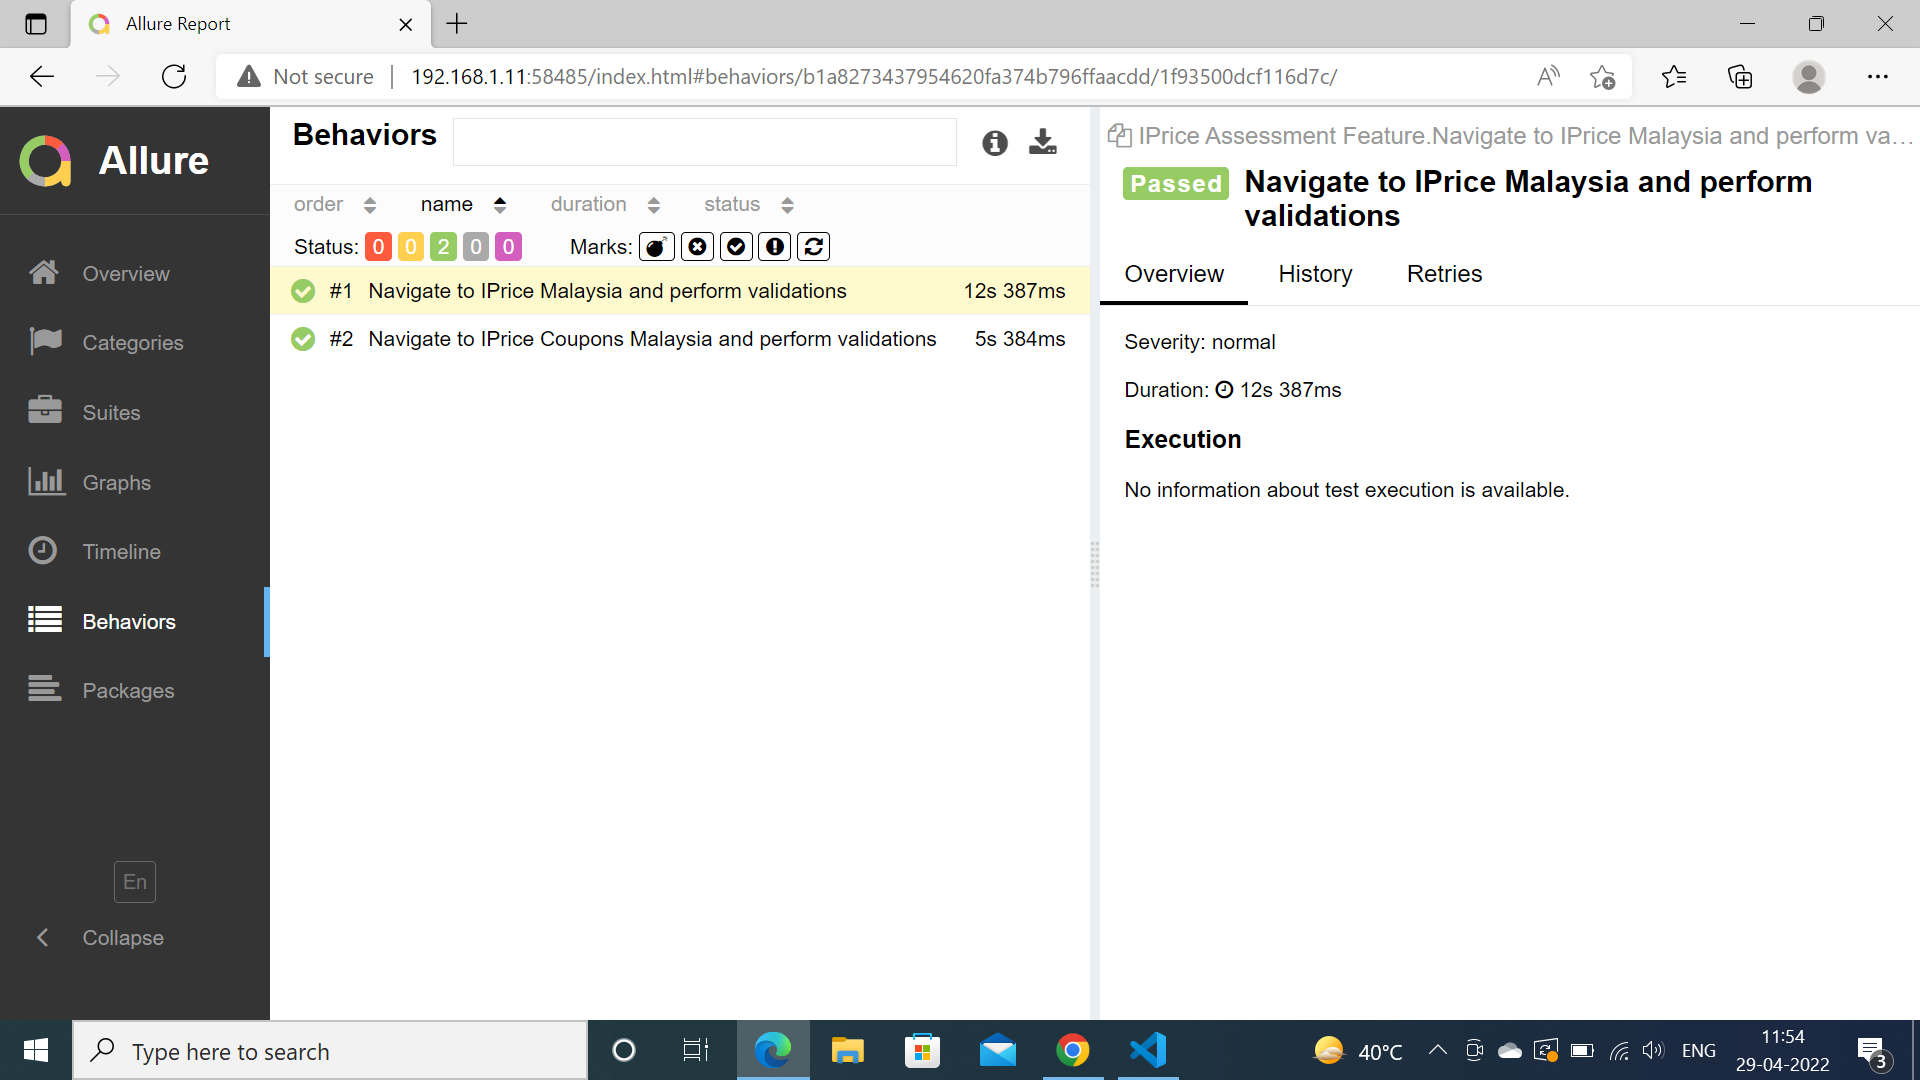 Allure Report
Not secure
192.168.1.11:58485/index.html#behaviors/b1a8273437954620fa374b796ffaacdd/1f93500dcf116d7c/
Allure
Overview
Categories
Suites
Graphs
Timeline
Behaviors
Packages
En
Collapse
Behaviors
order name duration status
Status: 0 0 2 0 0 Marks:
#1 Navigate to IPrice Malaysia and perform validations 12s 387ms
#2 Navigate to IPrice Coupons Malaysia and perform validations 5s 384ms
IPrice Assessment Feature.Navigate to IPrice Malaysia and perform va...
Passed Navigate to IPrice Malaysia and perform
validations
Overview History Retries
Severity: normal
Duration: 12s 387ms
Execution
No information about test execution is available.
Type here to search
40°C
ENG
11:54
29-04-2022
3